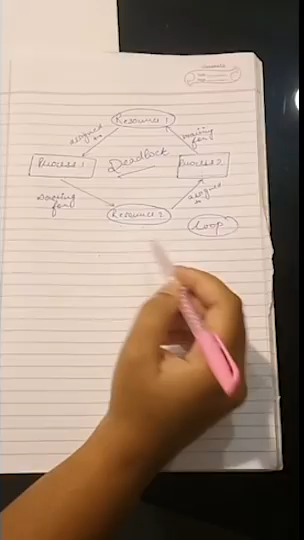 Resource 1
assigned
to
waiting
for
Deadlock
Process 1
Process 2
waiting
for
Resource 2
assigned
to
Loop